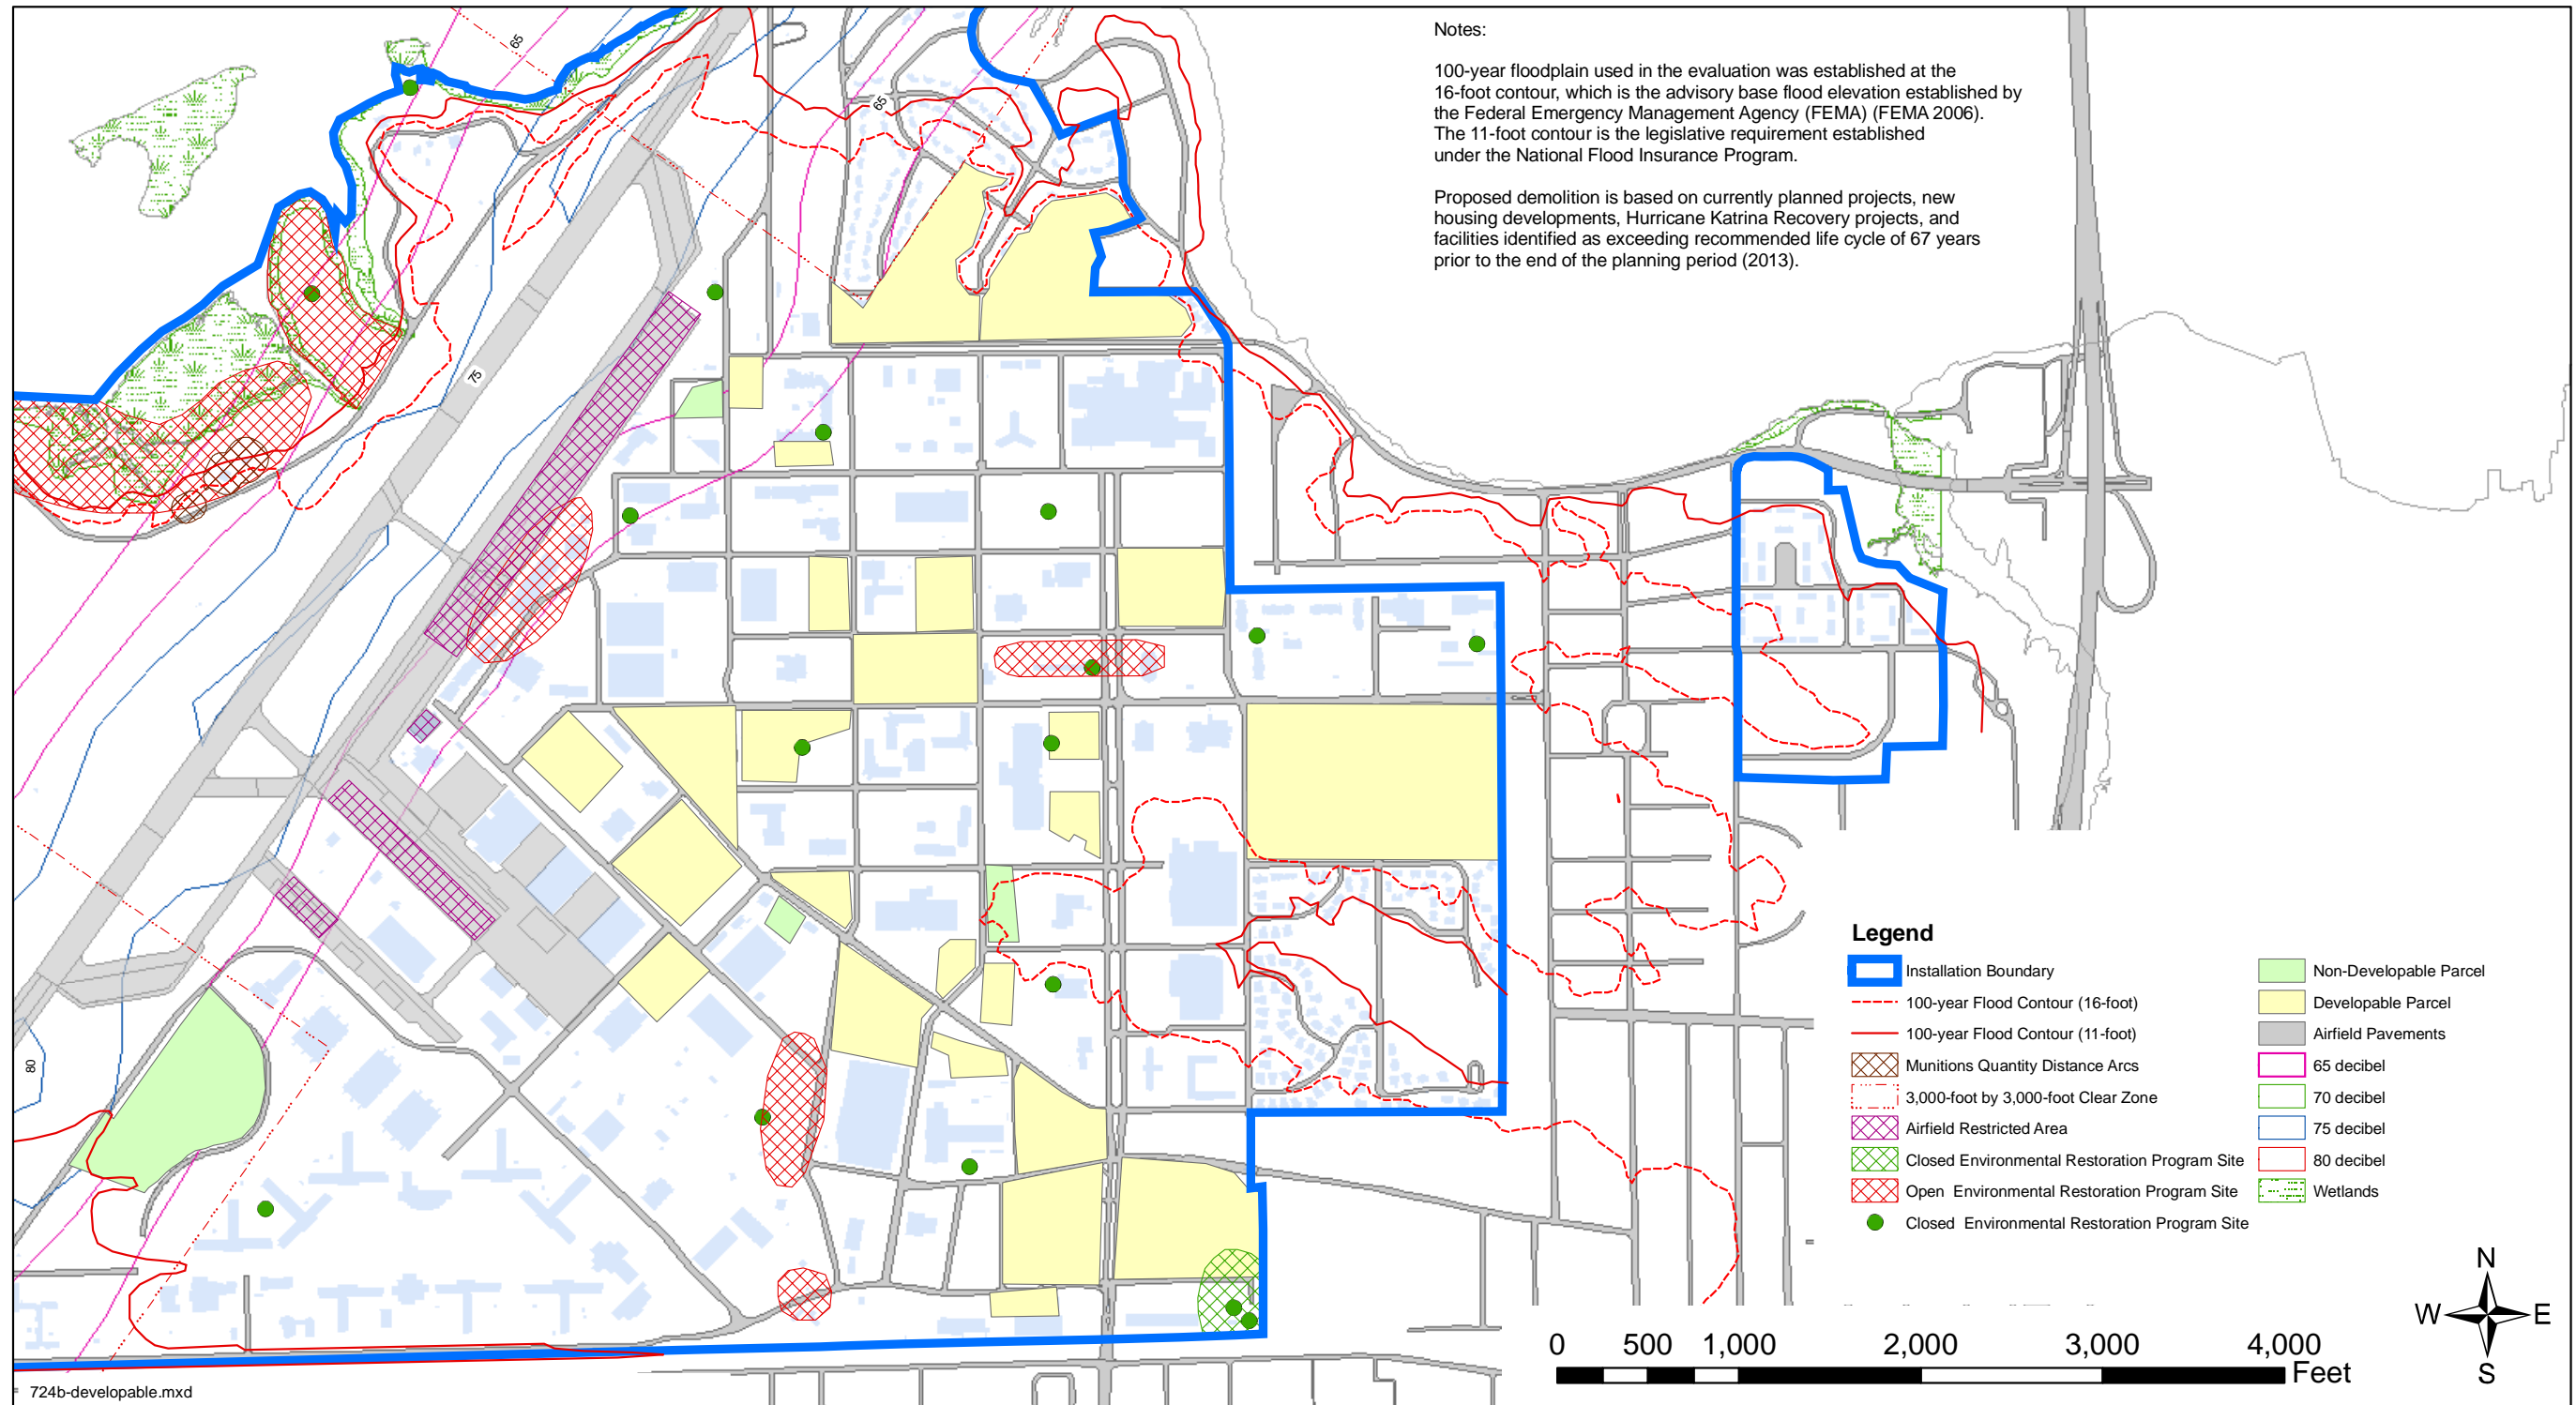 Notes:
100-year floodplain used in the evaluation was established at the
16-foot contour, which is the advisory base flood elevation established by
the Federal Emergency Management Agency (FEMA) (FEMA 2006).
The 11-foot contour is the legislative requirement established
under the National Flood Insurance Program.
Proposed demolition is based on currently planned projects, new
housing developments, Hurricane Katrina Recovery projects, and
facilities identified as exceeding recommended life cycle of 67 years
prior to the end of the planning period (2013).
65
65
75
80
Legend
Installation Boundary
100-year Flood Contour (16-foot)
100-year Flood Contour (11-foot)
Munitions Quantity Distance Arcs
3,000-foot by 3,000-foot Clear Zone
Airfield Restricted Area
Closed Environmental Restoration Program Site
Open Environmental Restoration Program Site
Closed Environmental Restoration Program Site
Non-Developable Parcel
Developable Parcel
Airfield Pavements
65 decibel
70 decibel
75 decibel
80 decibel
Wetlands
N
W E
S
0 500 1,000 2,000 3,000 4,000
Feet
724b-developable.mxd